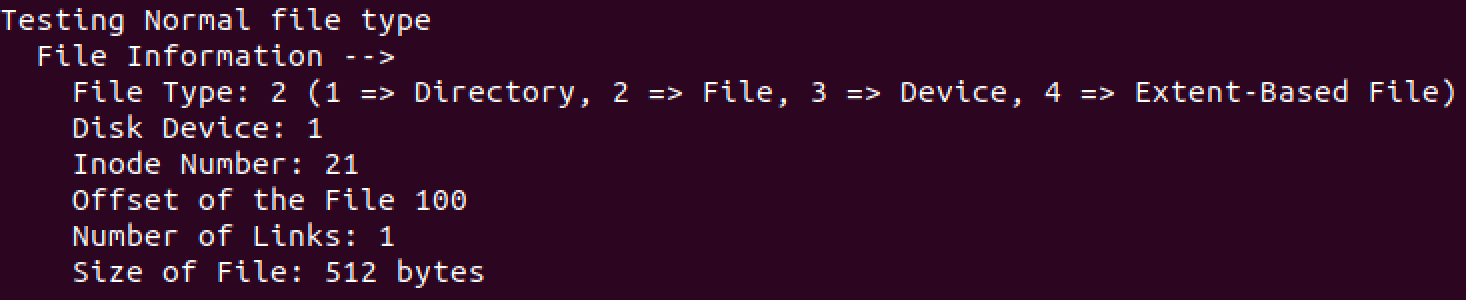 Testing Normal file type
File Information -->
File Type: 2 (1 => Directory, 2 => File, 3 => Device, 4 => Extent-Based File)
Disk Device: 1
Inode Number: 21
Offset of the File 100
Number of Links: 1
Size of File: 512 bytes